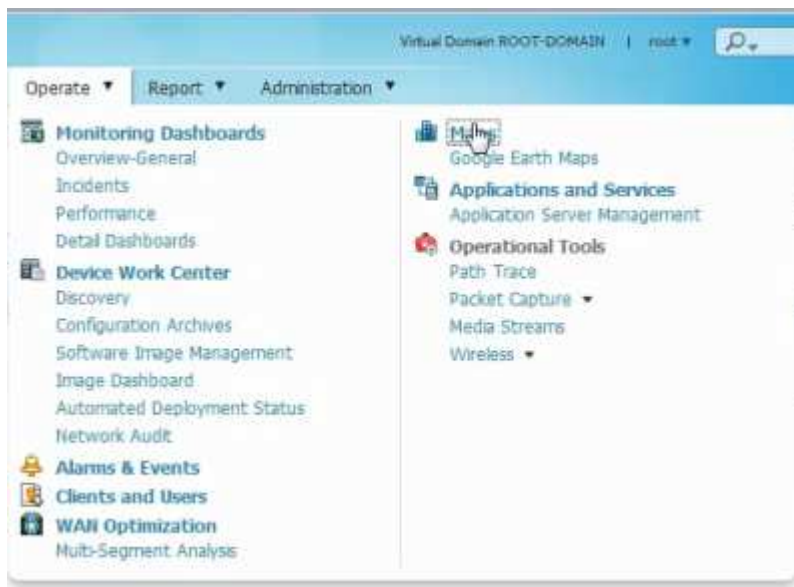 Virtual Domain ROOT-DOMAIN | root
Operate Report Administration
Monitoring Dashboards
Overview-General
Incidents
Performance
Detail Dashboards
Device Work Center
Discovery
Configuration Archives
Software Image Management
Image Dashboard
Automated Deployment Status
Network Audit
Alarms & Events
Clients and Users
WAN Optimization
Multi-Segment Analysis
Maps
Google Earth Maps
Applications and Services
Application Server Management
Operational Tools
Path Trace
Packet Capture
Media Streams
Wireless